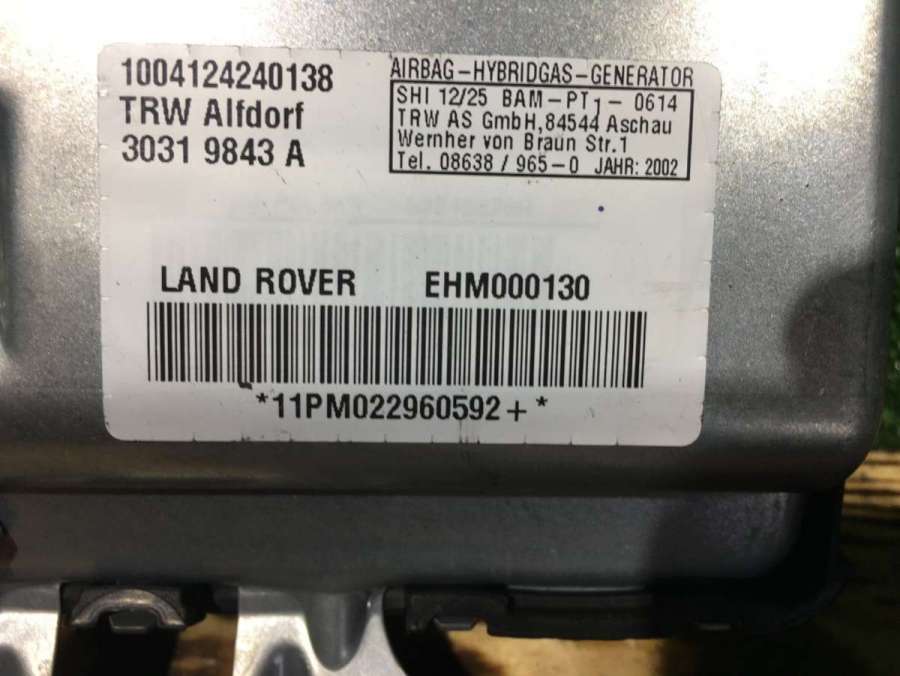 1004124240138
TRW Alfdorf
3031 9843 A
AIRBAG-HYBRIDGAS-GENERATOR
SHI 12/25 BAM-PT1- 0614
TRW AS GmbH, 84544 Aschau
Wernher von Braun Str.1
Tel. 08638 / 965-0 JAHR: 2002
LAND ROVER EHM000130
*11PM022960592+*